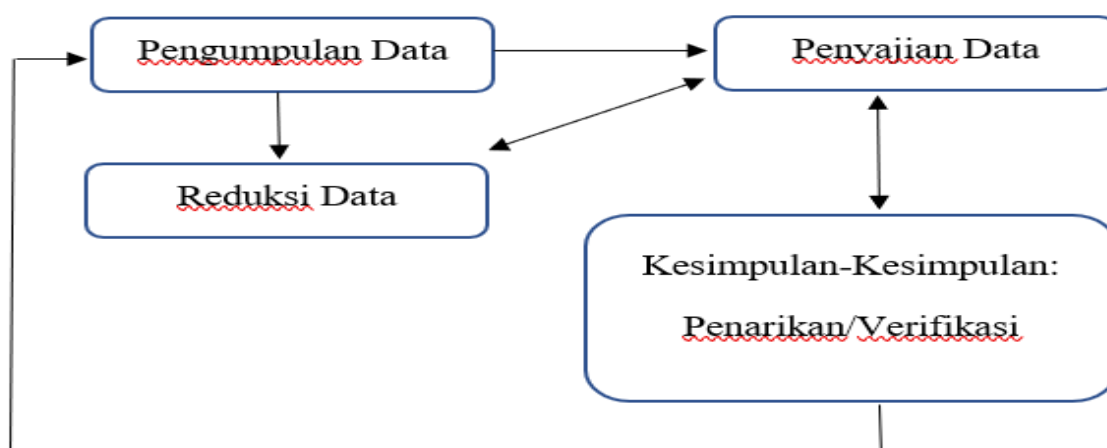 Pengumpulan Data
Penyajian Data
Reduksi Data
Kesimpulan-Kesimpulan:
Penarikan/Verifikasi